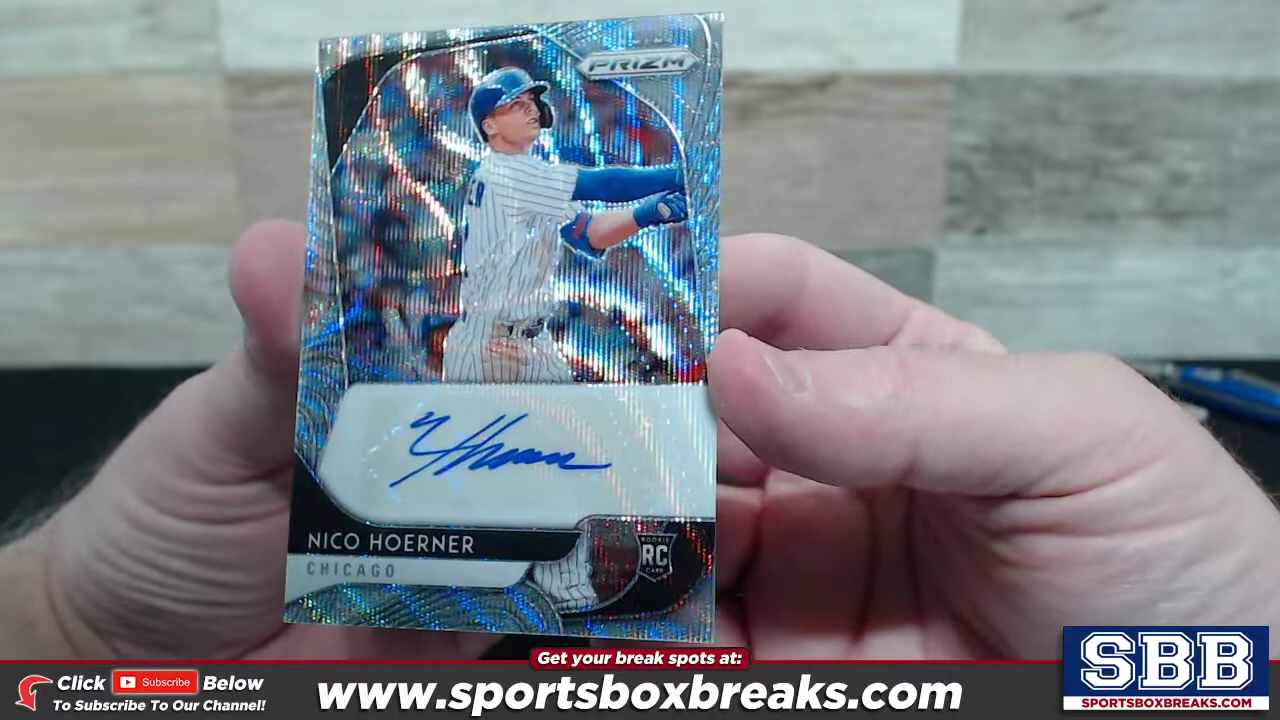 PRIZM
ER
NICO HOERNER
CHICAGO
ROOKIE
RC
CARD
Get your break spots at:
Click Subscribe Below
To Subscribe To Our Channel!
www.sportsboxbreaks.com
SBB
SPORTSBOXBREAKS.COM